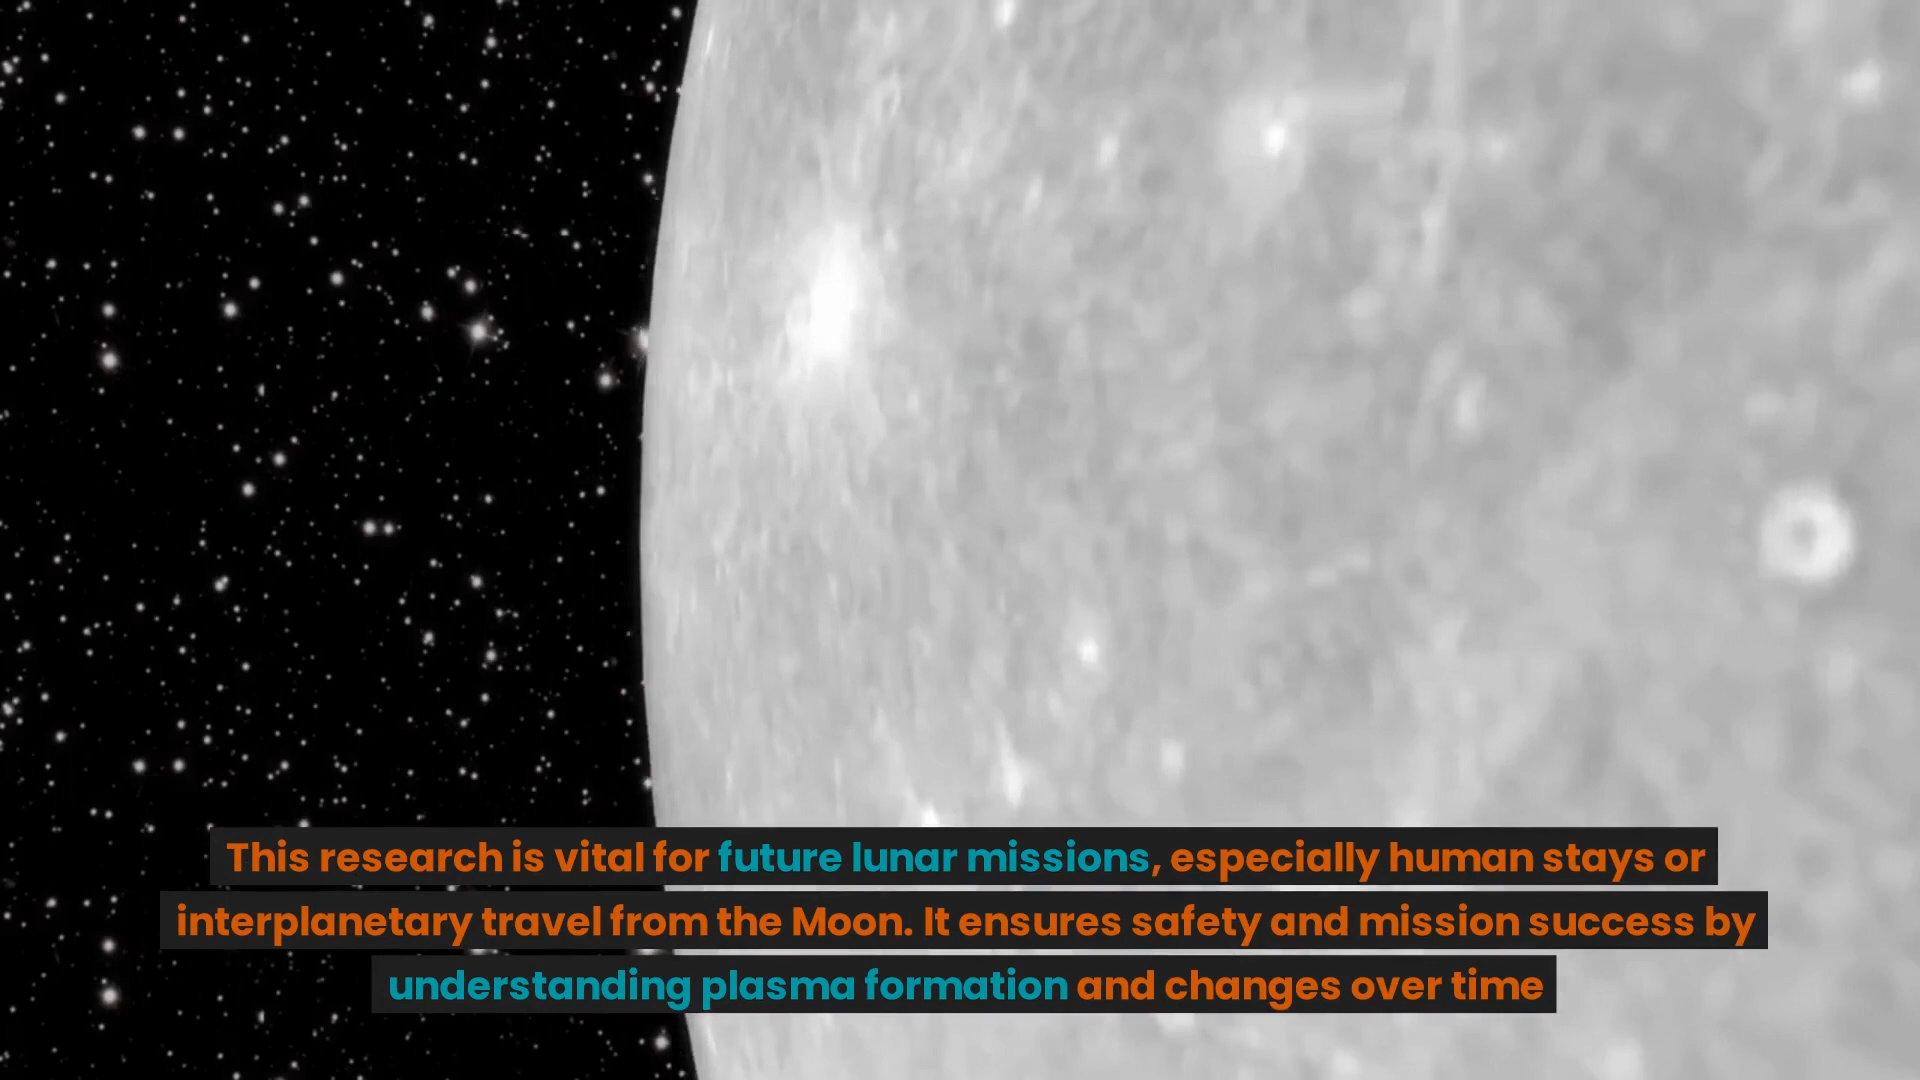 This research is vital for future lunar missions, especially human stays or
interplanetary travel from the Moon. It ensures safety and mission success by
understanding plasma formation and changes over time